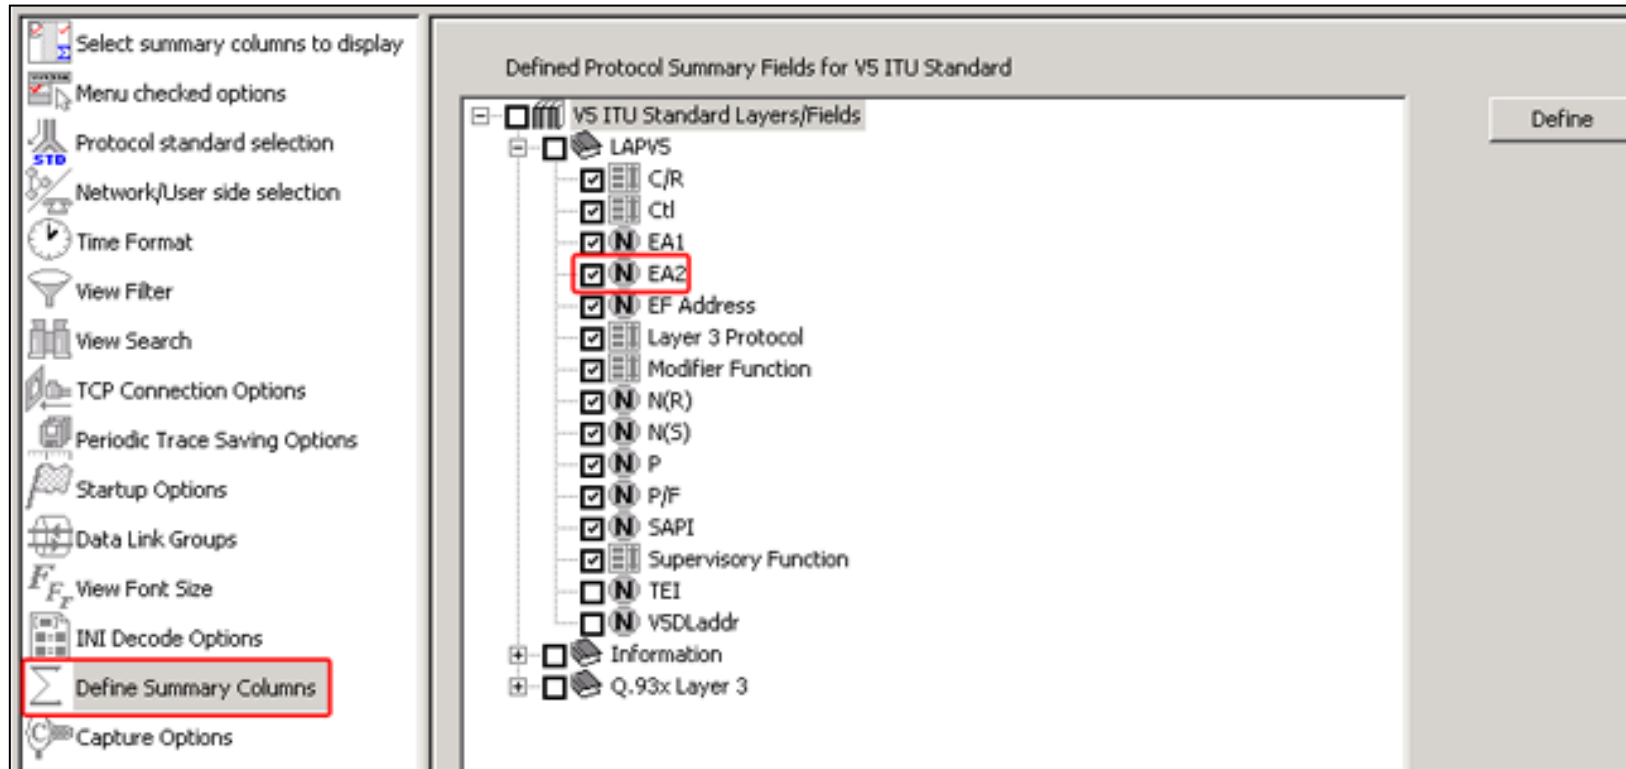 Select summary columns to display
Menu checked options
Protocol standard selection
STD
Network/User side selection
Time Format
View Filter
View Search
TCP Connection Options
Periodic Trace Saving Options
Startup Options
Data Link Groups
View Font Size
INI Decode Options
Define Summary Columns
Capture Options
Defined Protocol Summary Fields for V5 ITU Standard
V5 ITU Standard Layers/Fields
LAPV5
C/R
Ctl
N EA1
N EA2
N EF Address
Layer 3 Protocol
Modifier Function
N N(R)
N N(S)
N P
N P/F
N SAPI
Supervisory Function
N TEI
N V5DLaddr
Information
Q.93x Layer 3
Define